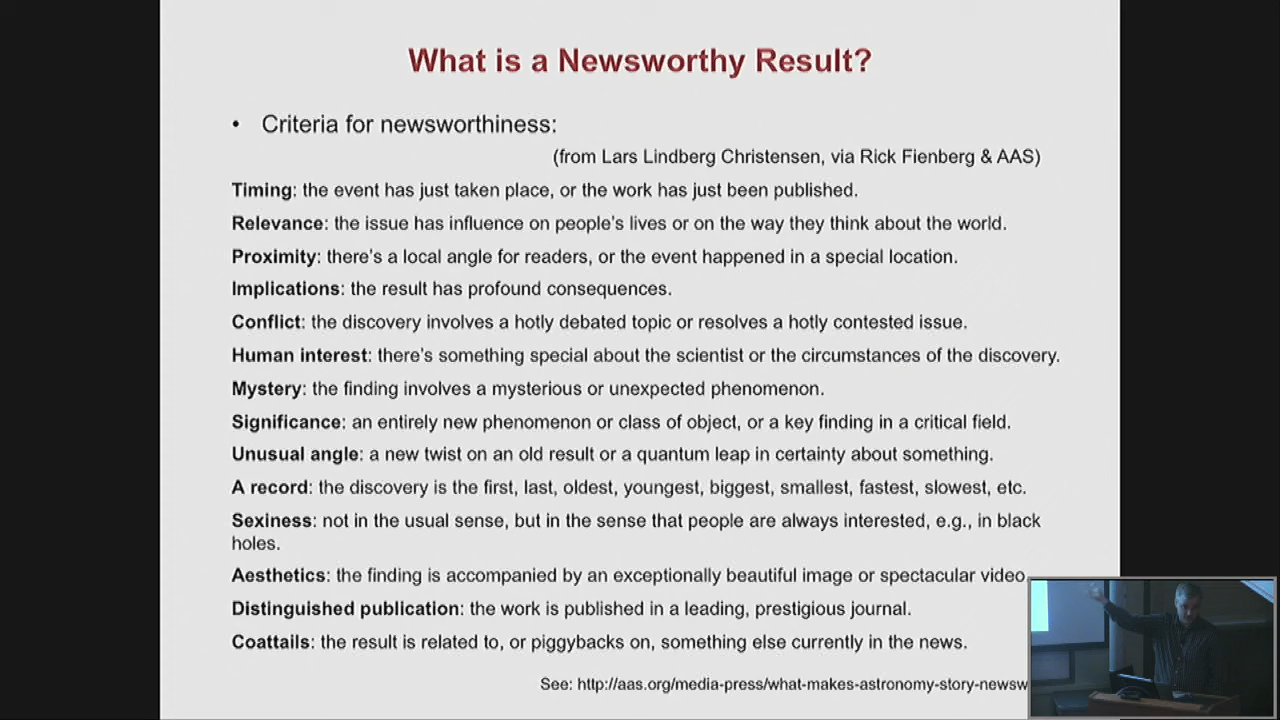 What is a Newsworthy Result?
• Criteria for newsworthiness:
(from Lars Lindberg Christensen, via Rick Fienberg & AAS)
Timing: the event has just taken place, or the work has just been published.
Relevance: the issue has influence on people's lives or on the way they think about the world.
Proximity: there's a local angle for readers, or the event happened in a special location.
Implications: the result has profound consequences.
Conflict: the discovery involves a hotly debated topic or resolves a hotly contested issue.
Human interest: there's something special about the scientist or the circumstances of the discovery.
Mystery: the finding involves a mysterious or unexpected phenomenon.
Significance: an entirely new phenomenon or class of object, or a key finding in a critical field.
Unusual angle: a new twist on an old result or a quantum leap in certainty about something.
A record: the discovery is the first, last, oldest, youngest, biggest, smallest, fastest, slowest, etc.
Sexiness: not in the usual sense, but in the sense that people are always interested, e.g., in black
holes.
Aesthetics: the finding is accompanied by an exceptionally beautiful image or spectacular video
Distinguished publication: the work is published in a leading, prestigious journal.
Coattails: the result is related to, or piggybacks on, something else currently in the news.
See: http://aas.org/media-press/what-makes-astronomy-story-newsw